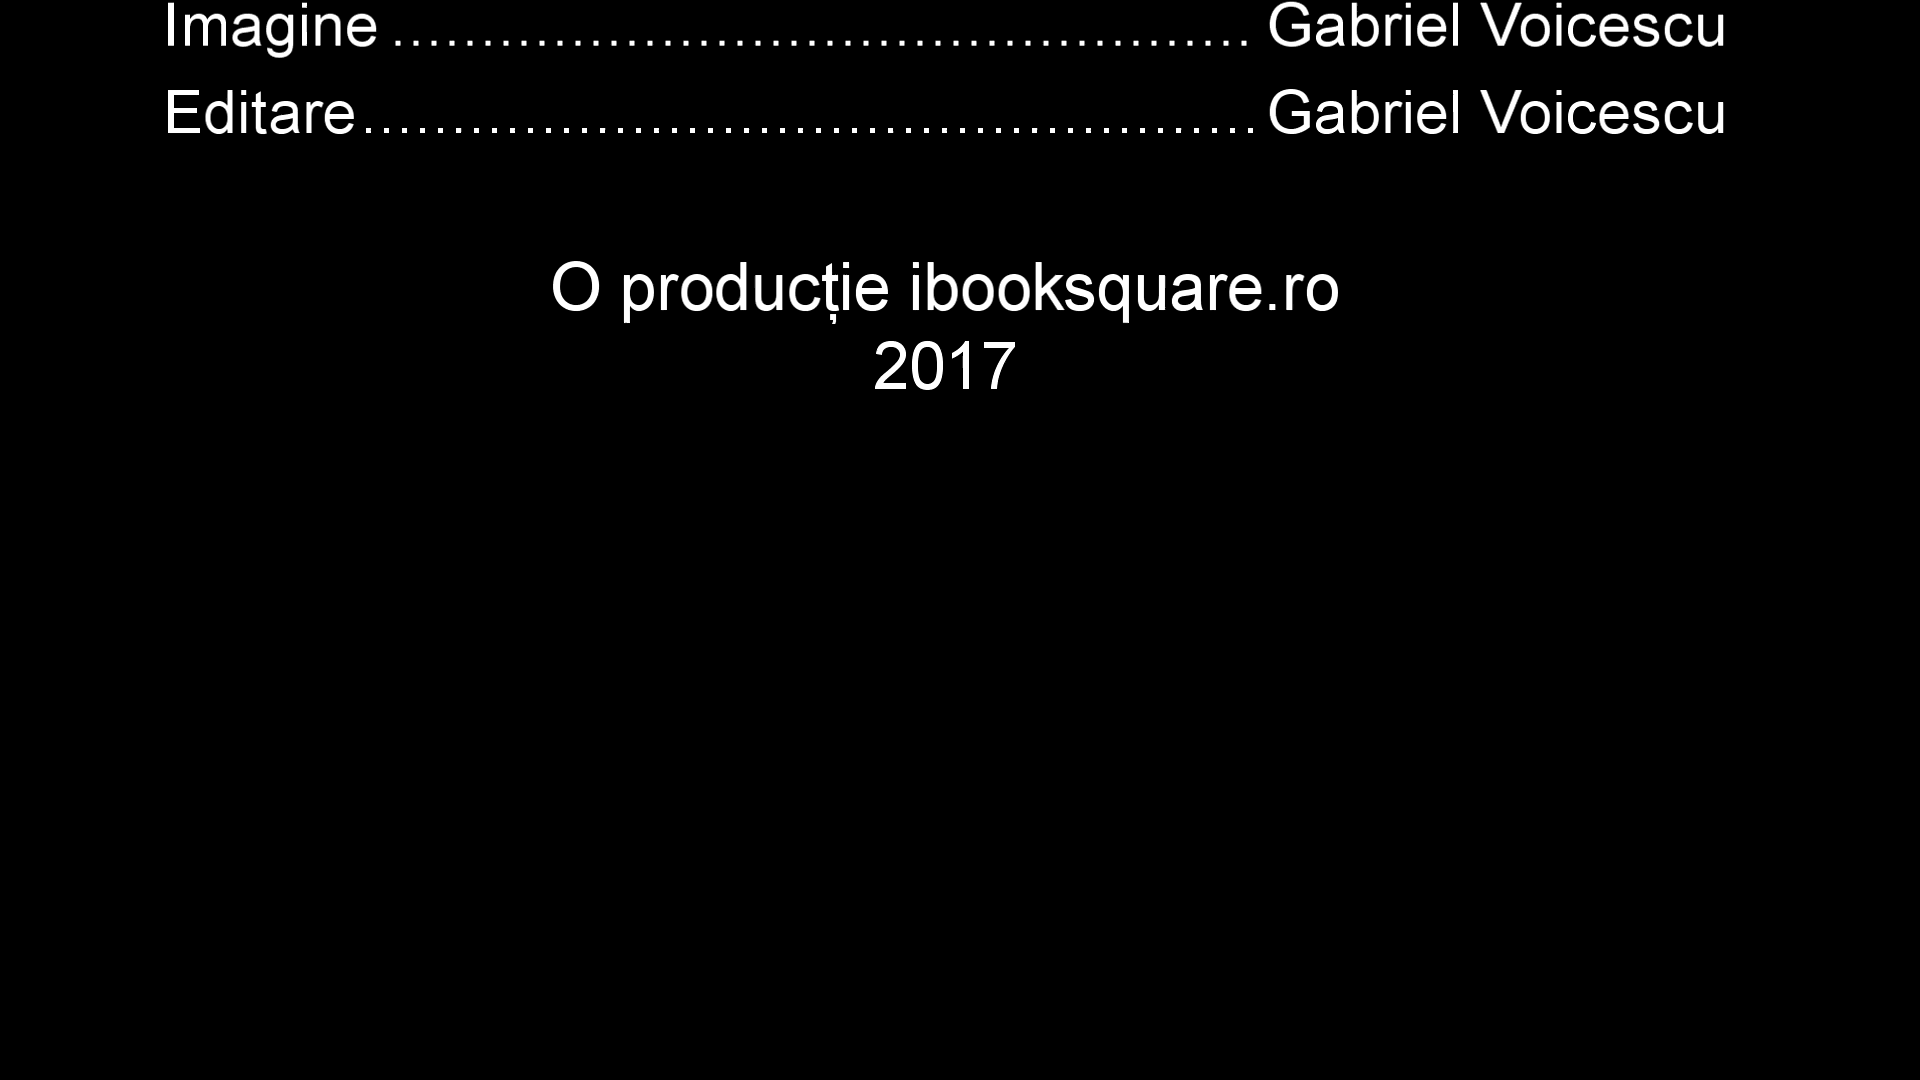 Imagine ................................................ Gabriel Voicescu
Editare.................................................. Gabriel Voicescu
O producție ibooksquare.ro
2017